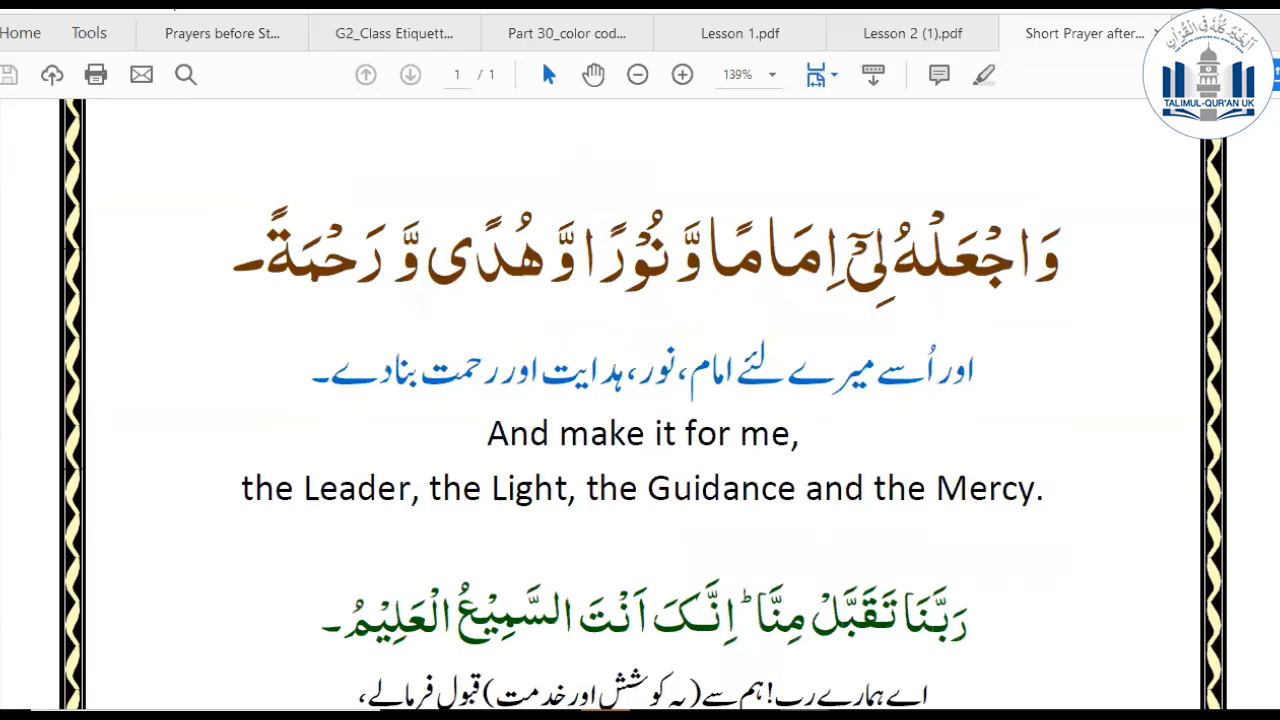 Home Tools Prayers before St... G2_Class Etiquett... Part 30_color cod... Lesson 1.pdf Lesson 2 (1).pdf Short Prayer after...
1 / 1 139%
TALIMUL-QUR'AN UK
وَاجْعَلْهُ لِیْٓ اِمَامًا وَّ نُوْرًا وَّ هُدًی وَّ رَحْمَةً۔
اور اُسے میرے لئے امام، نور، ہدایت اور رحمت بنادے۔
And make it for me,
the Leader, the Light, the Guidance and the Mercy.
رَبَّنَا تَقَبَّلْ مِنَّا ؕ اِنَّکَ اَنْتَ السَّمِیْعُ الْعَلِیْمُ۔
اے ہمارے رب! ہم سے (یہ کوشش اور خدمت) قبول فرمالے،